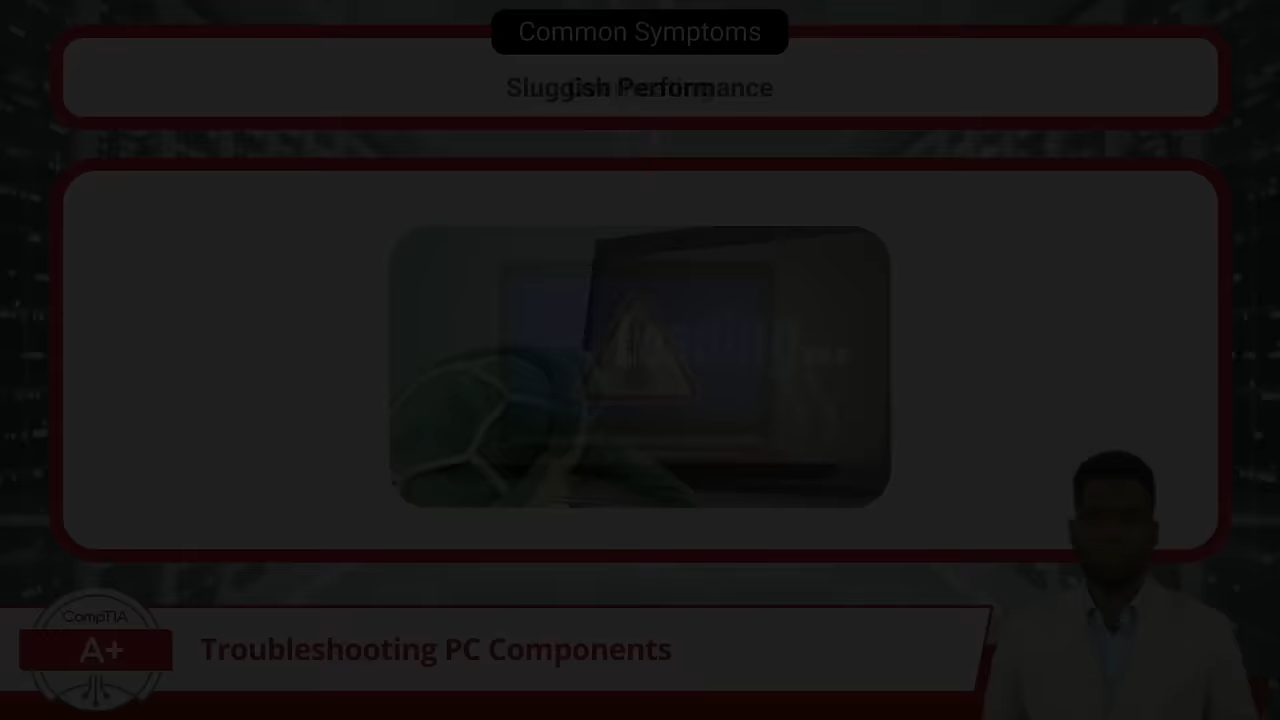 Common Symptoms
Sluggish Performance
CompTIA
A+
Troubleshooting PC Components